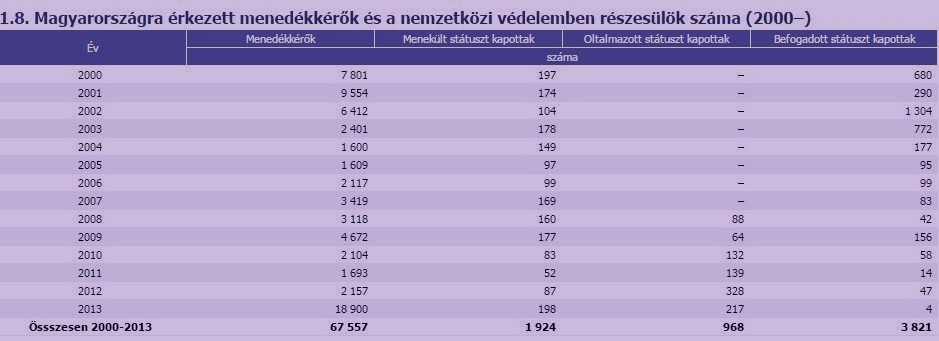 1.8. Magyarországra érkezett menedékkérők és a nemzetközi védelemben részesülök száma (2000–)
Év Menedékkérők Menekült státuszt kapottak Oltalmazott státuszt kapottak Befogadott státuszt kapottak
száma
2000 7 801 197 – 680
2001 9 554 174 – 290
2002 6 412 104 – 1 304
2003 2 401 178 – 772
2004 1 600 149 – 177
2005 1 609 97 – 95
2006 2 117 99 – 99
2007 3 419 169 – 83
2008 3 118 160 88 42
2009 4 672 177 64 156
2010 2 104 83 132 58
2011 1 693 52 139 14
2012 2 157 87 328 47
2013 18 900 198 217 4
Össszesen 2000-2013 67 557 1 924 968 3 821